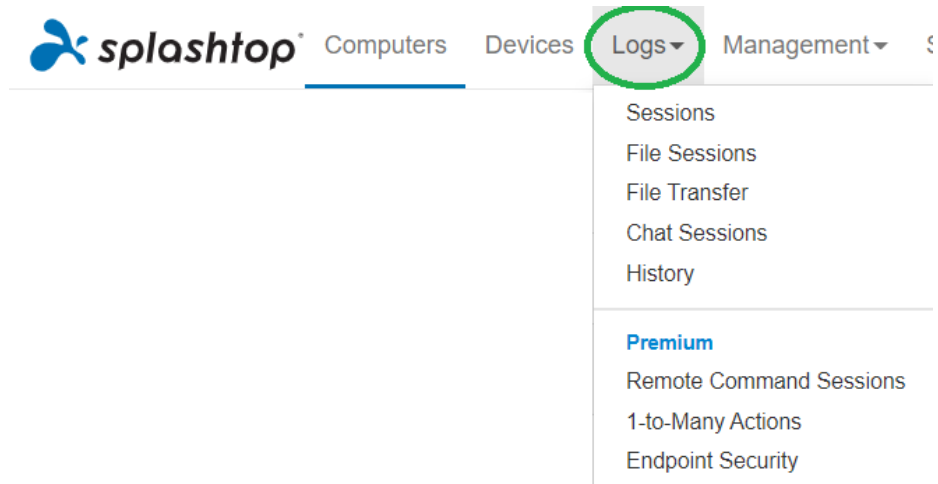 splashtop Computers Devices Logs Management S
Sessions
File Sessions
File Transfer
Chat Sessions
History
Premium
Remote Command Sessions
1-to-Many Actions
Endpoint Security